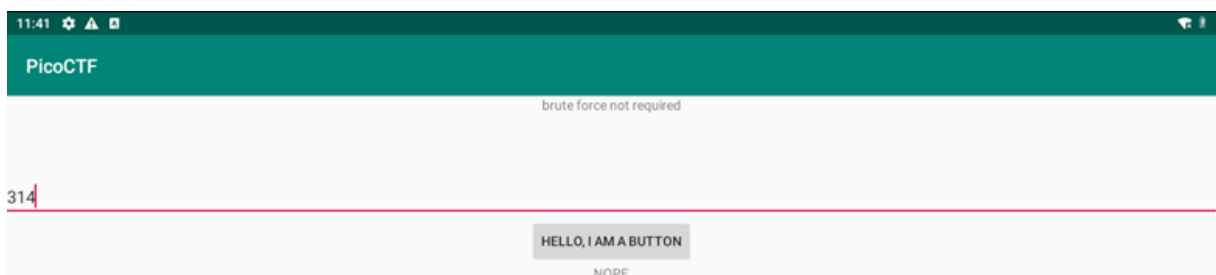 11:41
PicoCTF
brute force not required
314
HELLO, I AM A BUTTON
NOPE